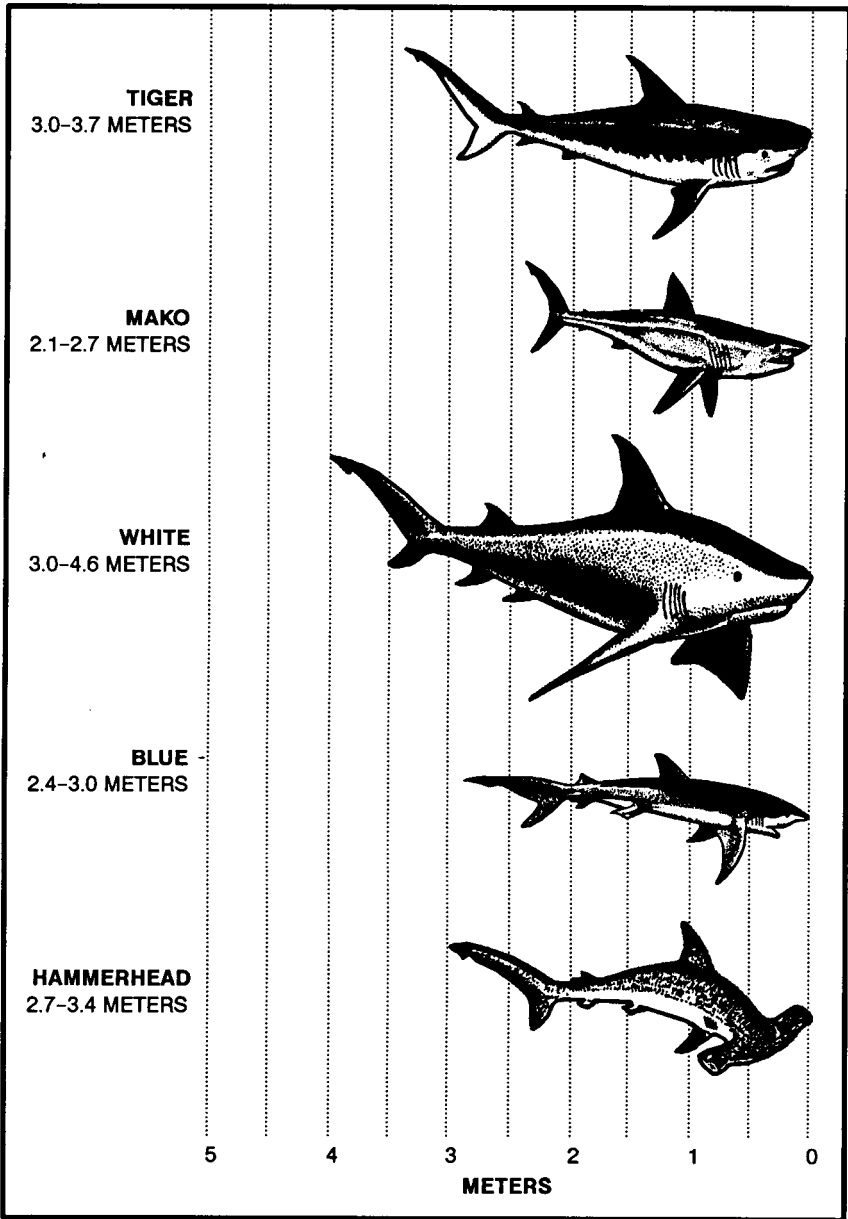 TIGER
3.0–3.7 METERS
MAKO
2.1–2.7 METERS
WHITE
3.0–4.6 METERS
BLUE
2.4–3.0 METERS
HAMMERHEAD
2.7–3.4 METERS
5 4 3 2 1 0
METERS